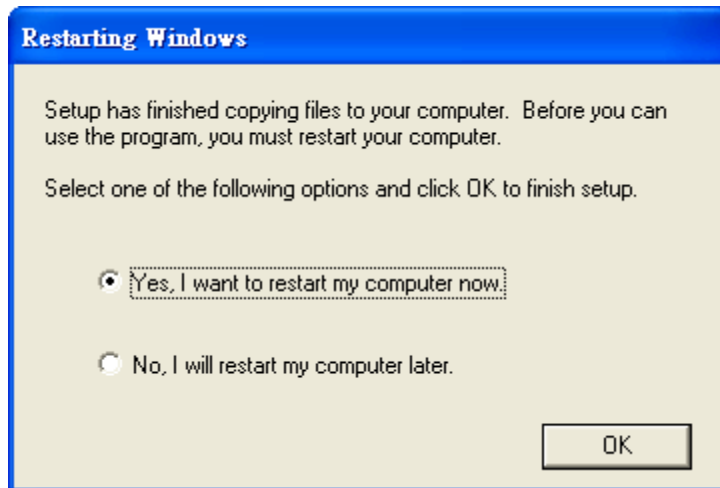 Restarting Windows
Setup has finished copying files to your computer.  Before you can
use the program, you must restart your computer.
Select one of the following options and click OK to finish setup.
Yes, I want to restart my computer now.
No, I will restart my computer later.
OK